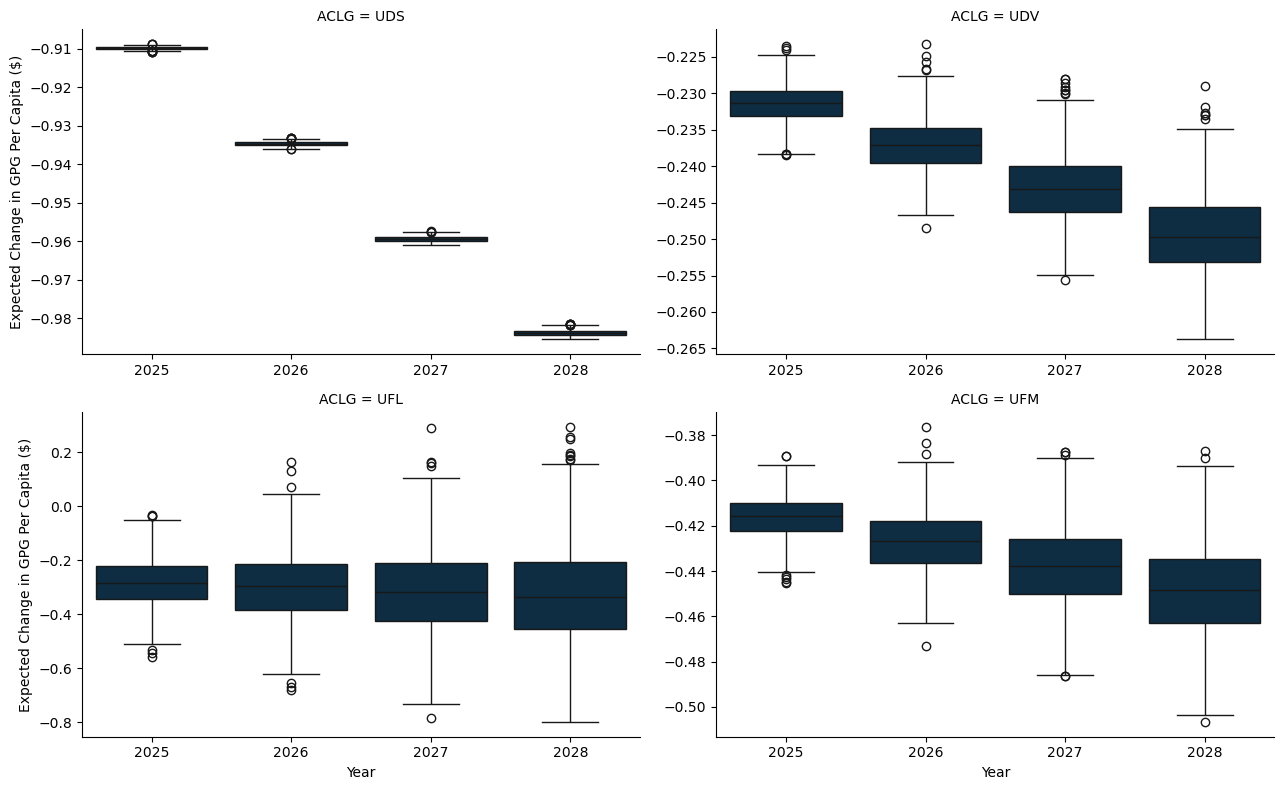 ACLG = UDS
Expected Change in GPG Per Capita ($)
−0.91
−0.92
−0.93
−0.94
−0.95
−0.96
−0.97
−0.98
2025 2026 2027 2028
ACLG = UDV
−0.225
−0.230
−0.235
−0.240
−0.245
−0.250
−0.255
−0.260
−0.265
2025 2026 2027 2028
ACLG = UFL
Expected Change in GPG Per Capita ($)
0.2
0.0
−0.2
−0.4
−0.6
−0.8
2025 2026 2027 2028
Year
ACLG = UFM
−0.38
−0.40
−0.42
−0.44
−0.46
−0.48
−0.50
2025 2026 2027 2028
Year